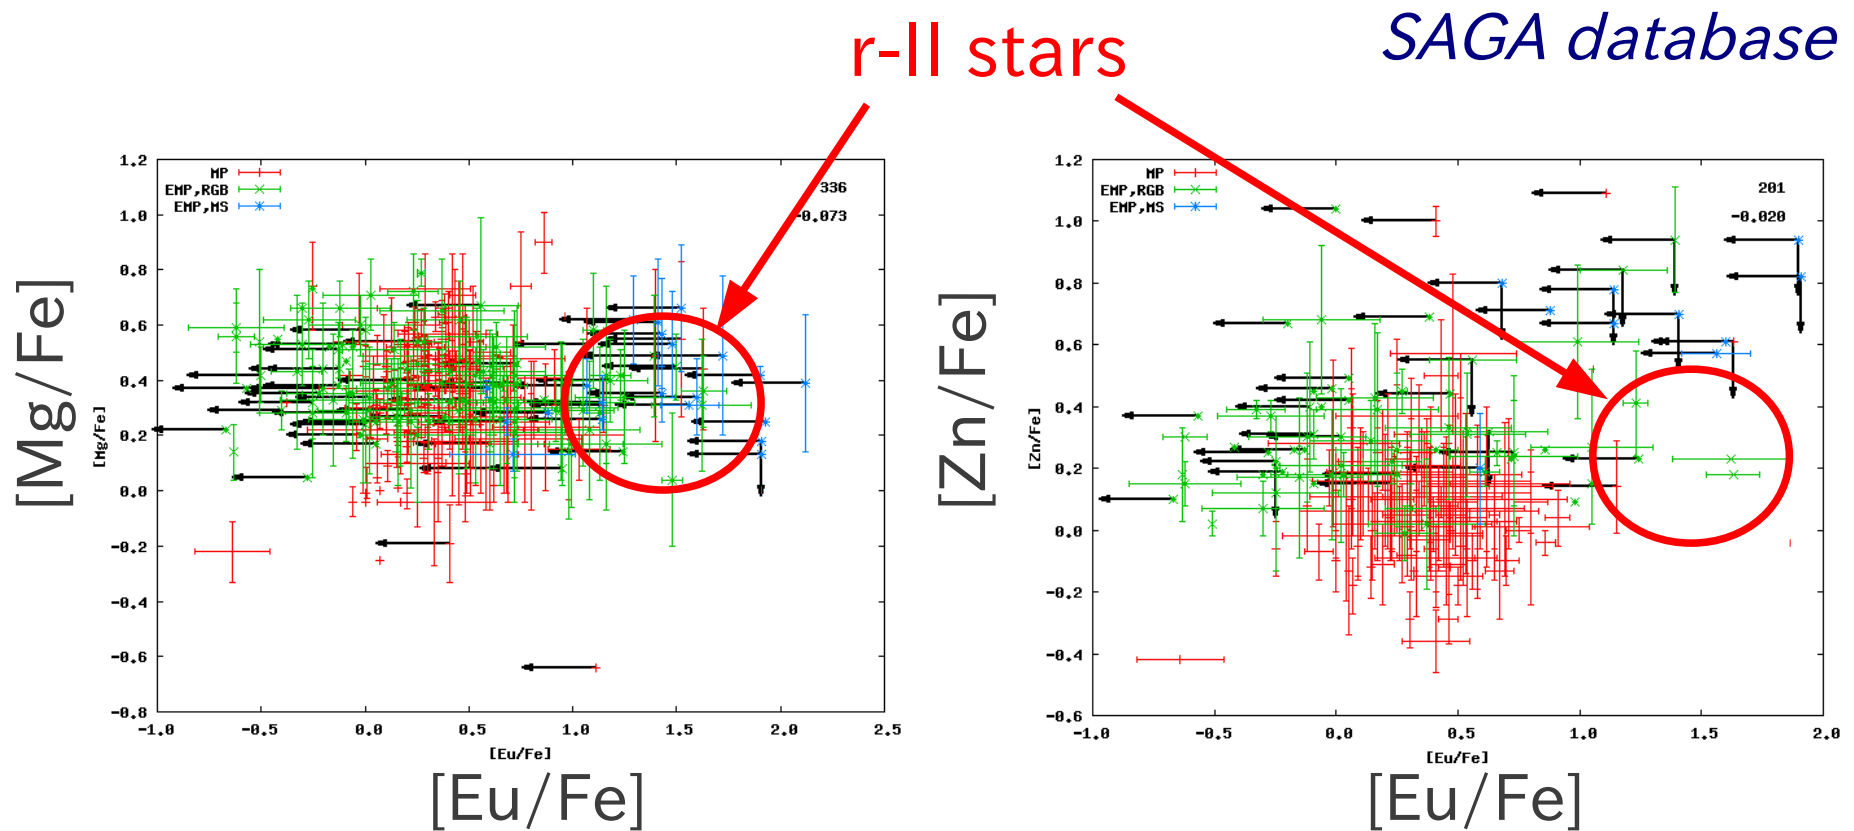 r-II stars
SAGA database
[Mg/Fe]
[Mg/Fe]
1.2
1.0
0.8
0.6
0.4
0.2
0.0
-0.2
-0.4
-0.6
-0.8
MP
EMP,RGB
EMP,MS
336
-0.073
-1.0 -0.5 0.0 0.5 1.0 1.5 2.0 2.5
[Eu/Fe]
[Eu/Fe]
[Zn/Fe]
[Zn/Fe]
1.2
1.0
0.8
0.6
0.4
0.2
0.0
-0.2
-0.4
-0.6
MP
EMP,RGB
EMP,MS
201
-0.020
-1.0 -0.5 0.0 0.5 1.0 1.5 2.0
[Eu/Fe]
[Eu/Fe]